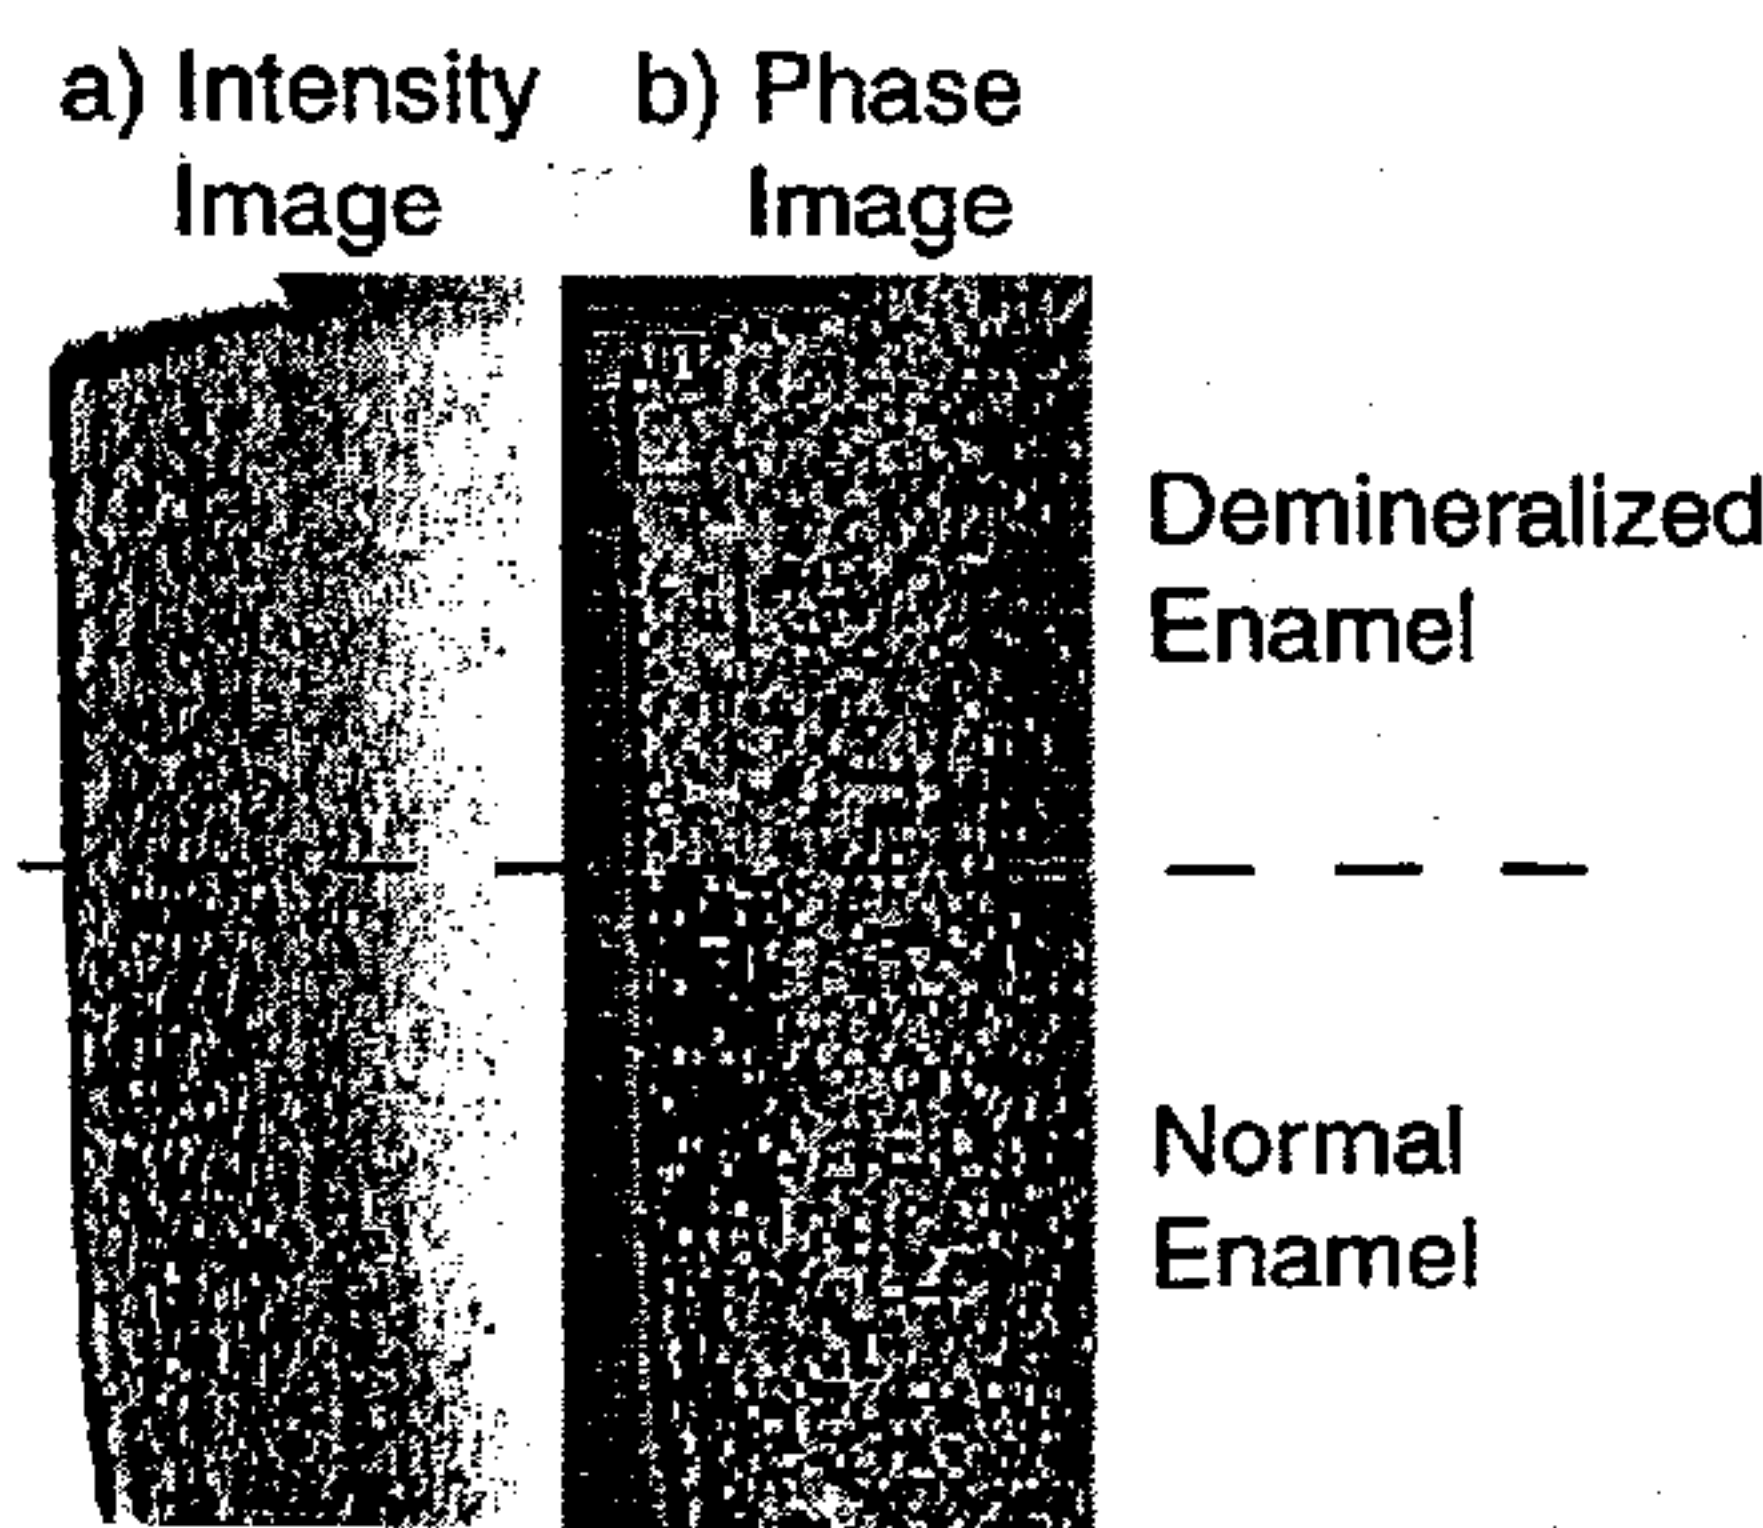 a) Intensity Image
b) Phase Image
Demineralized Enamel
Normal Enamel